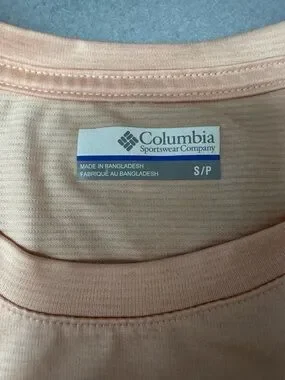 Columbia
Sportswear Company
MADE IN BANGLADESH
FABRIQUÉ AU BANGLADESH
S/P